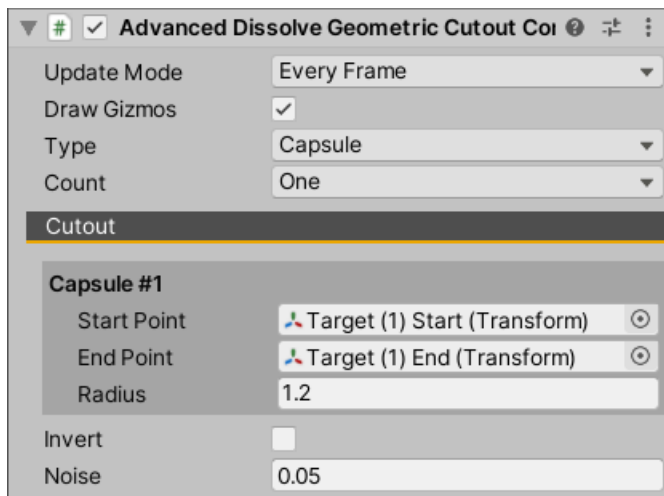 # Advanced Dissolve Geometric Cutout Co
Update Mode Every Frame
Draw Gizmos
Type Capsule
Count One
Cutout
Capsule #1
Start Point Target (1) Start (Transform)
End Point Target (1) End (Transform)
Radius 1.2
Invert
Noise 0.05